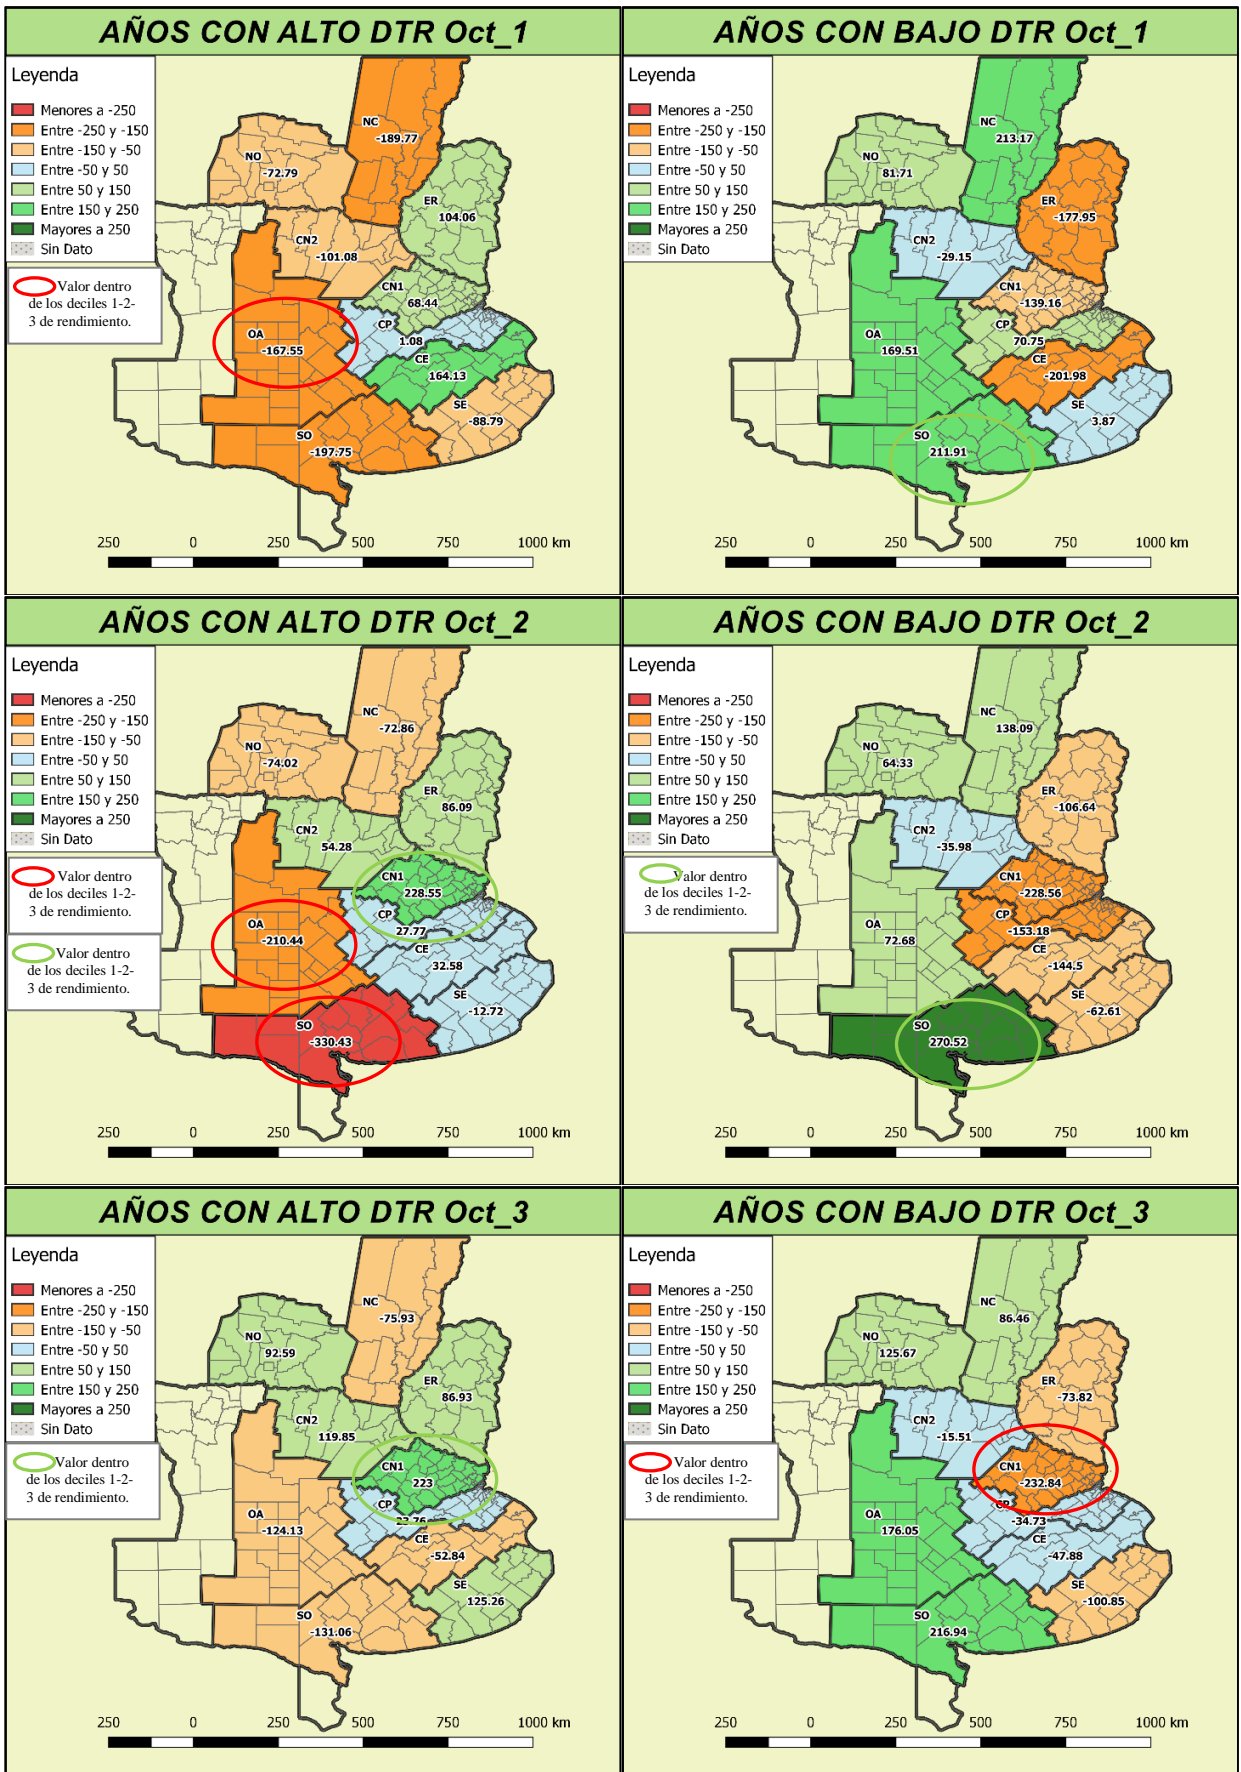 AÑOS CON ALTO DTR Oct_1
Leyenda
Menores a -250
Entre -250 y -150
Entre -150 y -50
Entre -50 y 50
Entre 50 y 150
Entre 150 y 250
Mayores a 250
Sin Dato
Valor dentro
de los deciles 1-2-
3 de rendimiento.
NC
-189.77
NO
-72.79
ER
104.06
CN2
-101.08
CN1
68.44
OA
-167.55
CP
1.08
CE
164.13
SE
-88.79
SO
-197.75
250 0 250 500 750 1000 km
AÑOS CON BAJO DTR Oct_1
Leyenda
Menores a -250
Entre -250 y -150
Entre -150 y -50
Entre -50 y 50
Entre 50 y 150
Entre 150 y 250
Mayores a 250
Sin Dato
NC
213.17
NO
81.71
ER
-177.95
CN2
-29.15
CN1
-139.16
OA
169.51
CP
70.75
CE
-201.98
SE
3.87
SO
211.91
250 0 250 500 750 1000 km
AÑOS CON ALTO DTR Oct_2
Leyenda
Menores a -250
Entre -250 y -150
Entre -150 y -50
Entre -50 y 50
Entre 50 y 150
Entre 150 y 250
Mayores a 250
Sin Dato
Valor dentro
de los deciles 1-2-
3 de rendimiento.
Valor dentro
de los deciles 1-2-
3 de rendimiento.
NC
-72.86
NO
-74.02
ER
86.09
CN2
54.28
CN1
228.55
OA
-210.44
CP
27.77
CE
32.58
SE
-12.72
SO
-330.43
250 0 250 500 750 1000 km
AÑOS CON BAJO DTR Oct_2
Leyenda
Menores a -250
Entre -250 y -150
Entre -150 y -50
Entre -50 y 50
Entre 50 y 150
Entre 150 y 250
Mayores a 250
Sin Dato
Valor dentro
de los deciles 1-2-
3 de rendimiento.
NC
138.09
NO
64.33
ER
-106.64
CN2
-35.98
CN1
-228.56
OA
72.68
CP
-153.18
CE
-144.5
SE
-62.61
SO
270.52
250 0 250 500 750 1000 km
AÑOS CON ALTO DTR Oct_3
Leyenda
Menores a -250
Entre -250 y -150
Entre -150 y -50
Entre -50 y 50
Entre 50 y 150
Entre 150 y 250
Mayores a 250
Sin Dato
Valor dentro
de los deciles 1-2-
3 de rendimiento.
NC
-75.93
NO
92.59
ER
86.93
CN2
119.85
CN1
223
OA
-124.13
CP
CE
-52.84
SE
125.26
SO
-131.06
250 0 250 500 750 1000 km
AÑOS CON BAJO DTR Oct_3
Leyenda
Menores a -250
Entre -250 y -150
Entre -150 y -50
Entre -50 y 50
Entre 50 y 150
Entre 150 y 250
Mayores a 250
Sin Dato
Valor dentro
de los deciles 1-2-
3 de rendimiento.
NC
86.46
NO
125.67
ER
-73.82
CN2
-15.51
CN1
-232.84
OA
176.05
CP
-34.73
CE
-47.88
SE
-100.85
SO
216.94
250 0 250 500 750 1000 km